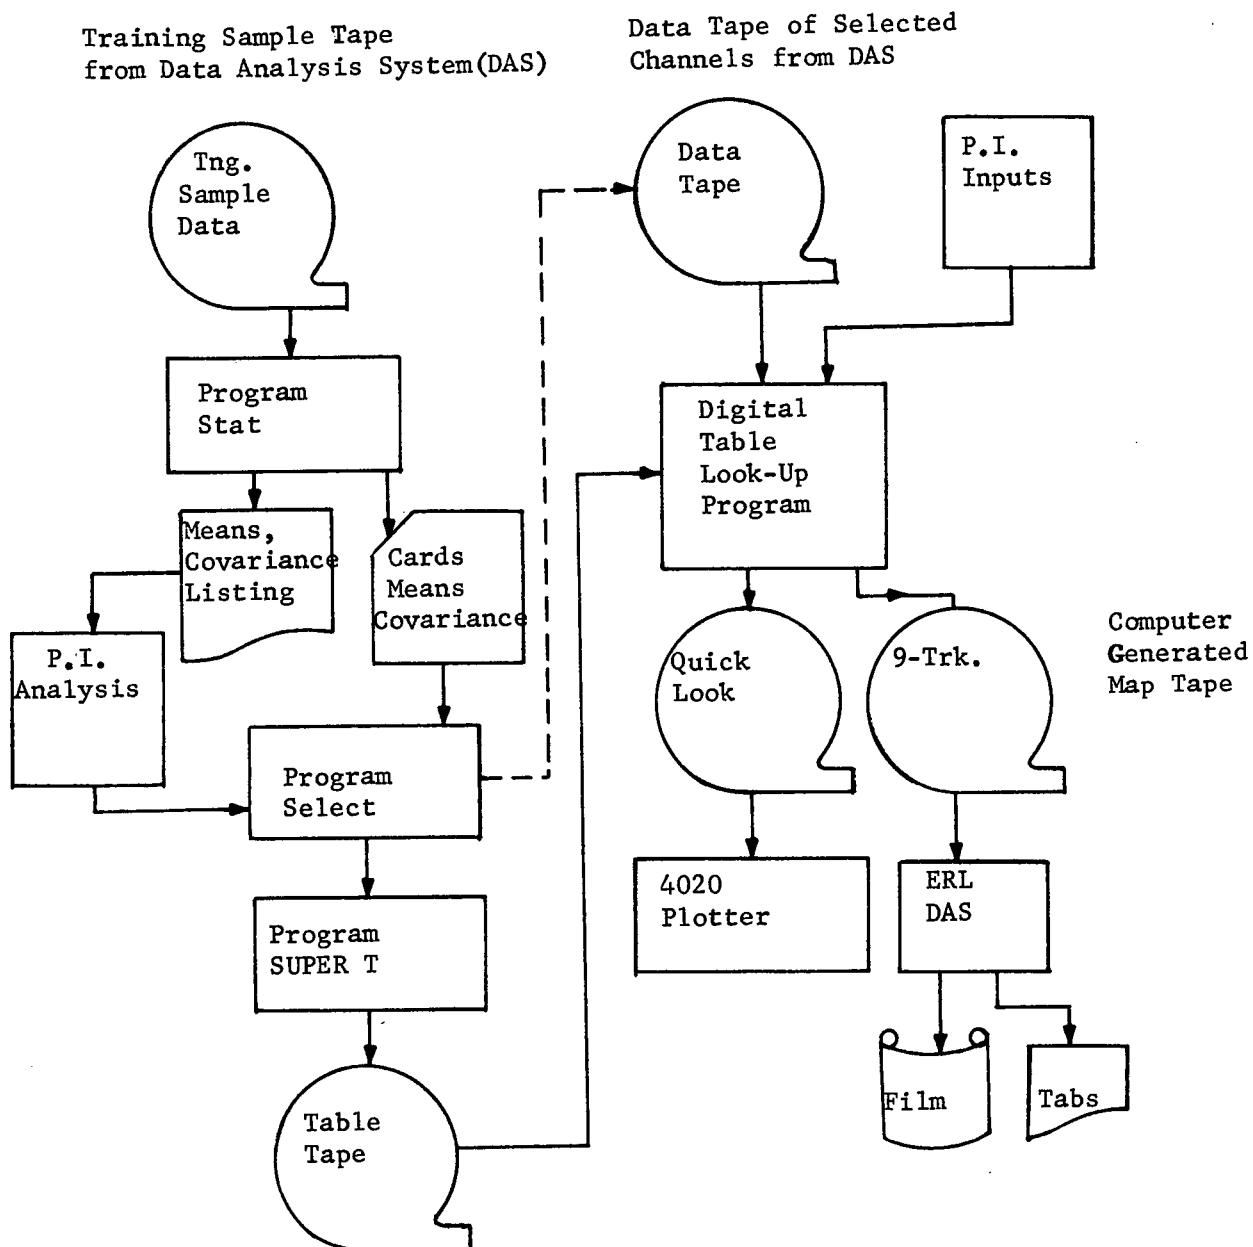 Training Sample Tape
from Data Analysis System(DAS)
Data Tape of Selected
Channels from DAS
Tng.
Sample
Data
Data
Tape
P.I.
Inputs
Program
Stat
Digital
Table
Look-Up
Program
Means,
Covariance
Listing
Cards
Means
Covariance
P.I.
Analysis
Quick
Look
9-Trk.
Computer
Generated
Map Tape
Program
Select
4020
Plotter
ERL
DAS
Program
SUPER T
Film
Tabs
Table
Tape